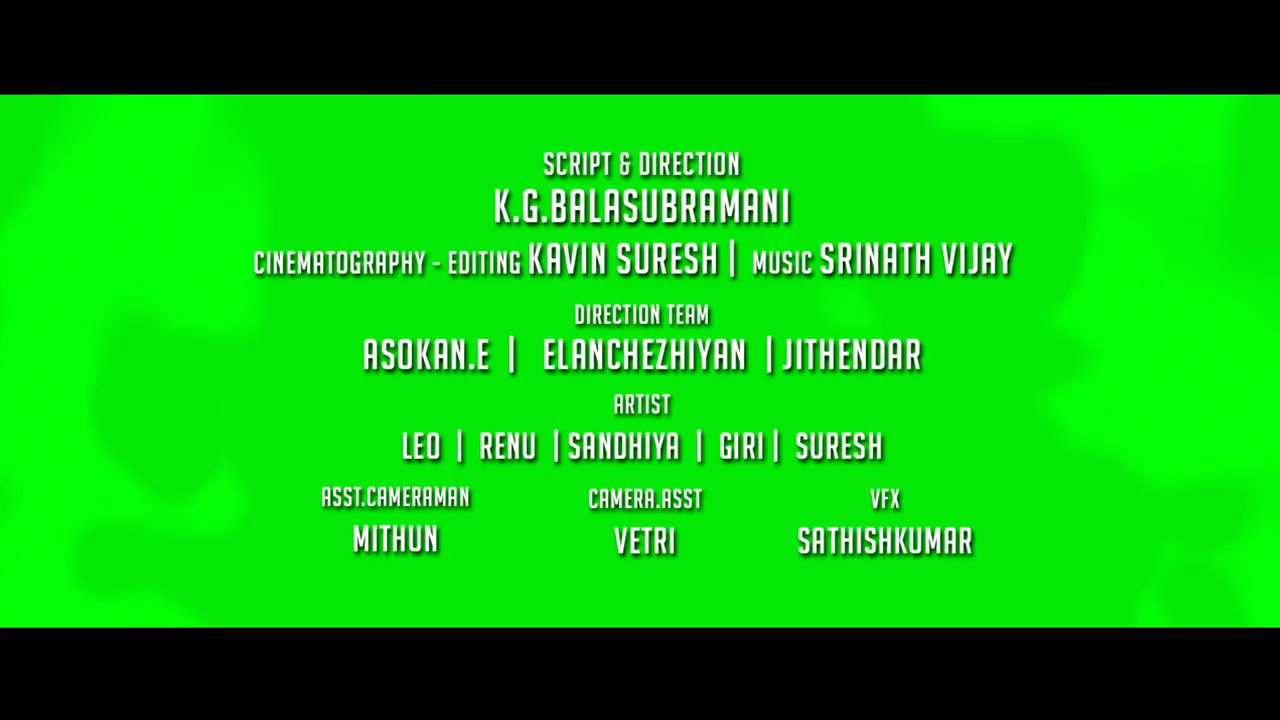 SCRIPT & DIRECTION
K.G.BALASUBRAMANI
CINEMATOGRAPHY - EDITING KAVIN SURESH | MUSIC SRINATH VIJAY
DIRECTION TEAM
ASOKAN.E | ELANCHEZHIYAN | JITHENDAR
ARTIST
LEO | RENU | SANDHIYA | GIRI | SURESH
ASST.CAMERAMAN CAMERA.ASST VFX
MITHUN VETRI SATHISHKUMAR